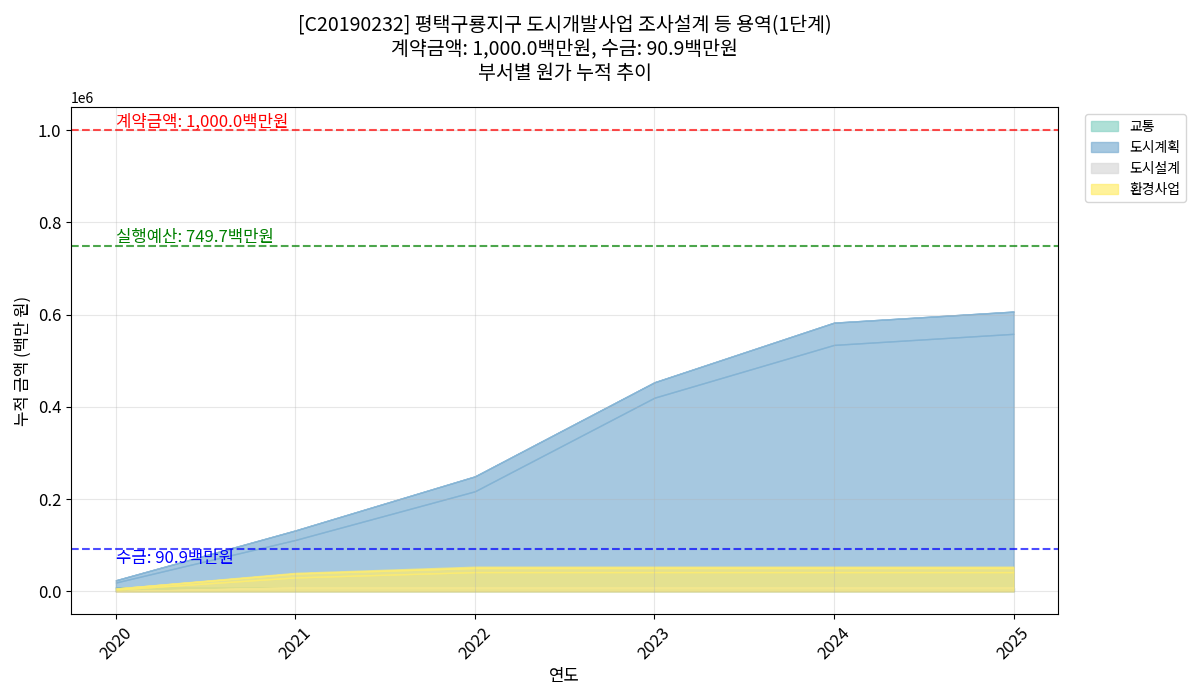 [C20190232] 평택구룡지구 도시개발사업 조사설계 등 용역(1단계)
계약금액: 1,000.0백만원, 수금: 90.9백만원
부서별 원가 누적 추이
1e6
1.0
0.8
0.6
0.4
0.2
0.0
누적 금액 (백만 원)
계약금액: 1,000.0백만원
실행예산: 749.7백만원
수금: 90.9백만원
2020
2021
2022
2023
2024
2025
연도
교통
도시계획
도시설계
환경사업